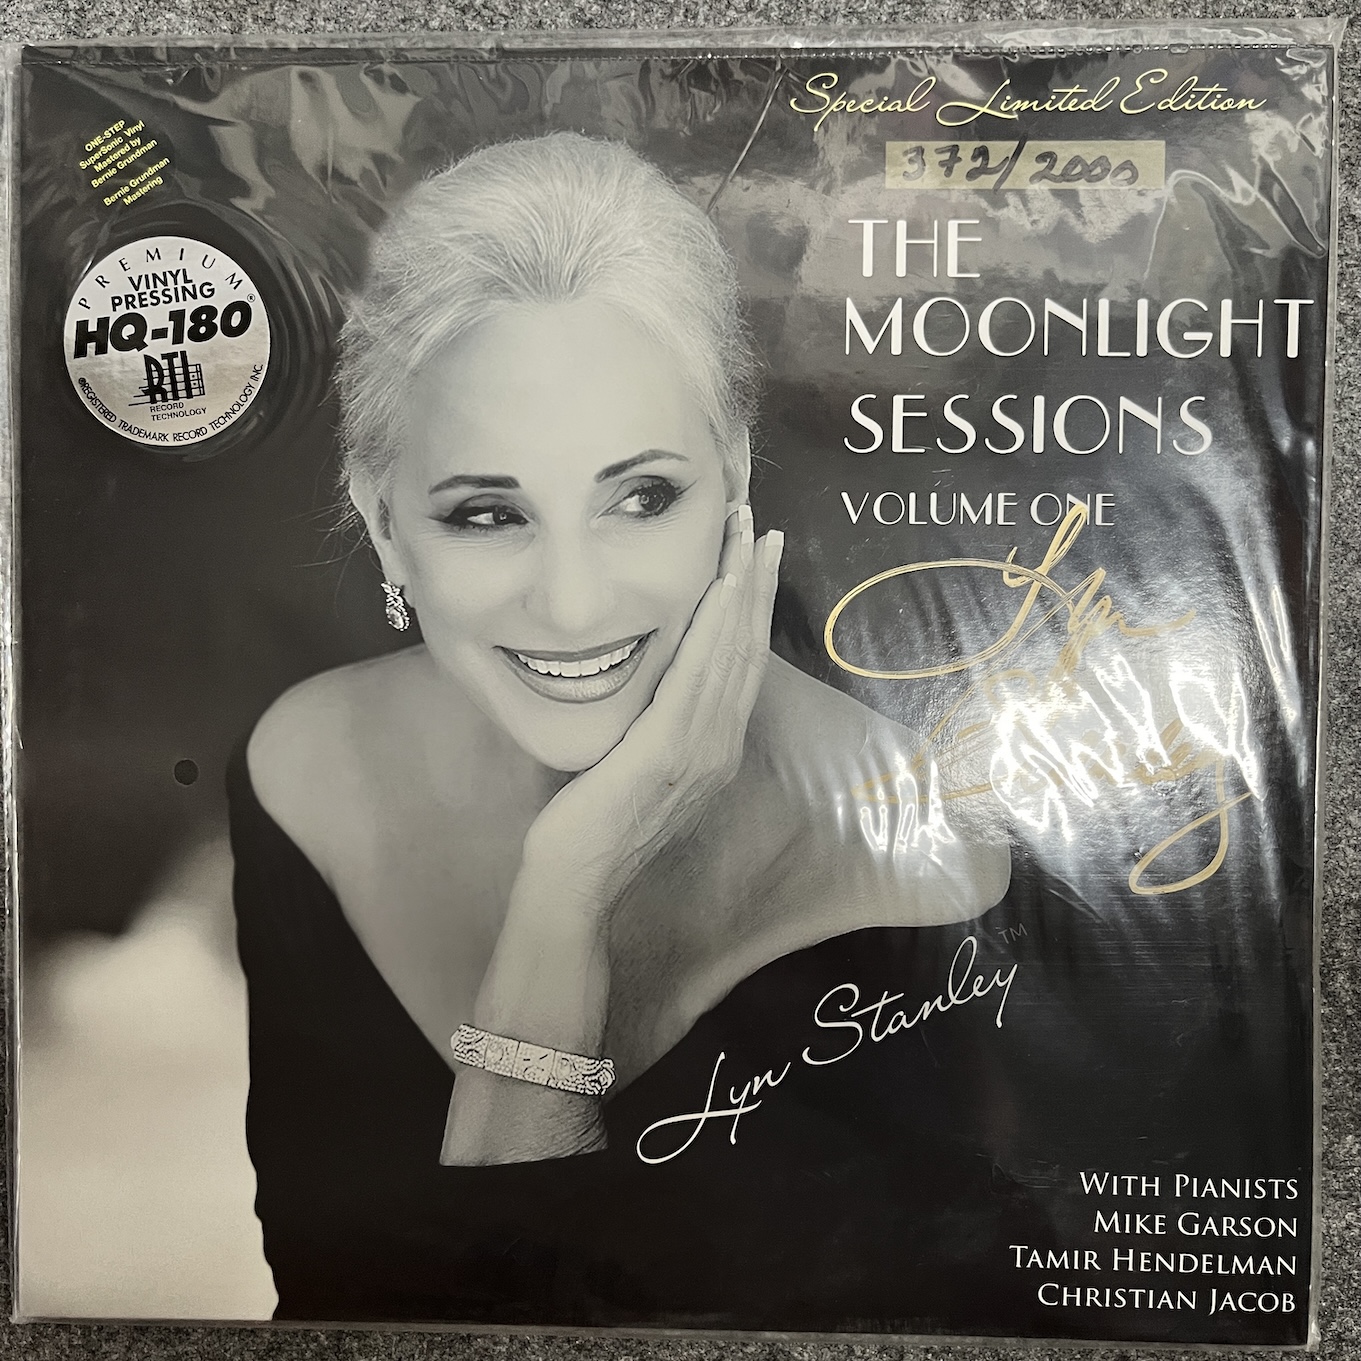 Special Limited Edition
372/2000
ONE-STEP
SuperSonic Vinyl
Mastered by
Bernie Grundman
Bernie Grundman
Mastering
PREMIUM
VINYL
PRESSING
HQ-180®
RTI
RECORD
TECHNOLOGY
®REGISTERED TRADEMARK RECORD TECHNOLOGY INC.
THE
MOONLIGHT
SESSIONS
VOLUME ONE
Lyn
Stanley
Lyn Stanley™
WITH PIANISTS
MIKE GARSON
TAMIR HENDELMAN
CHRISTIAN JACOB